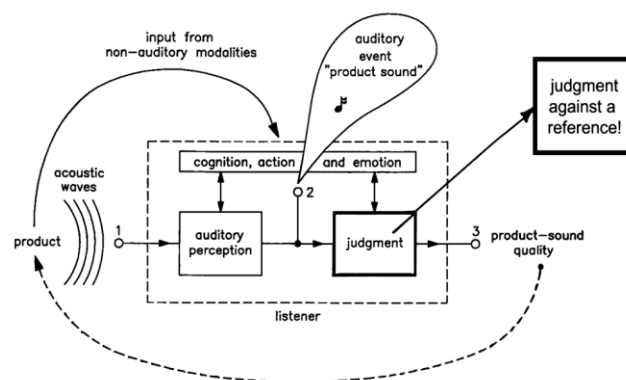 input from
non-auditory modalities
auditory
event
"product sound"
judgment
against a
reference!
acoustic
waves
cognition, action and emotion
2
1
3
product
auditory
perception
judgment
product-sound
quality
listener